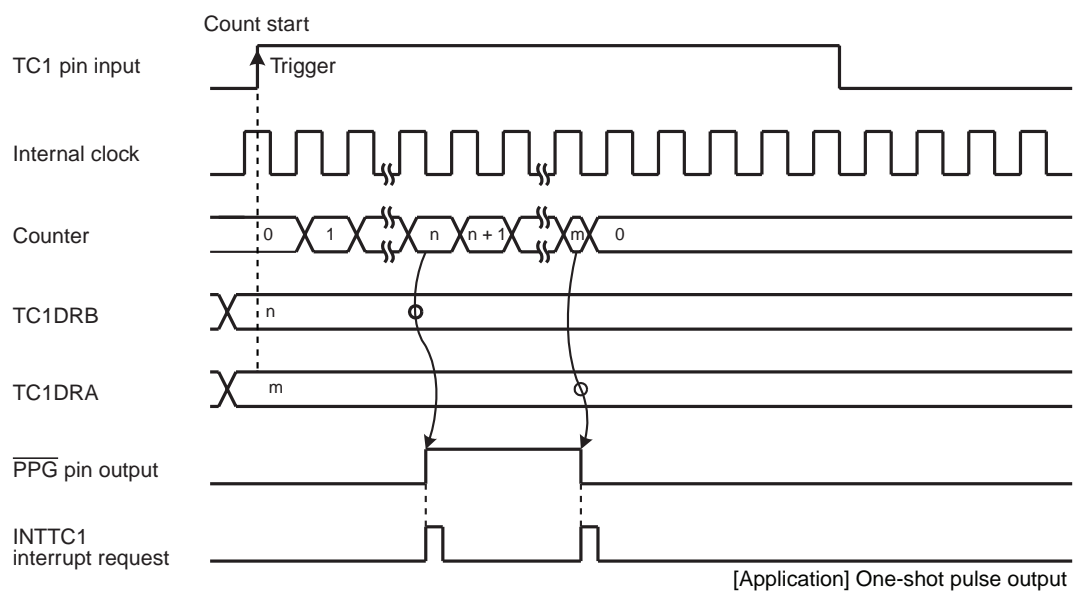 Count start
TC1 pin input
Trigger
Internal clock
Counter
0 1 n n + 1 m 0
TC1DRB
n
TC1DRA
m
PPG pin output
INTTC1
interrupt request
[Application] One-shot pulse output